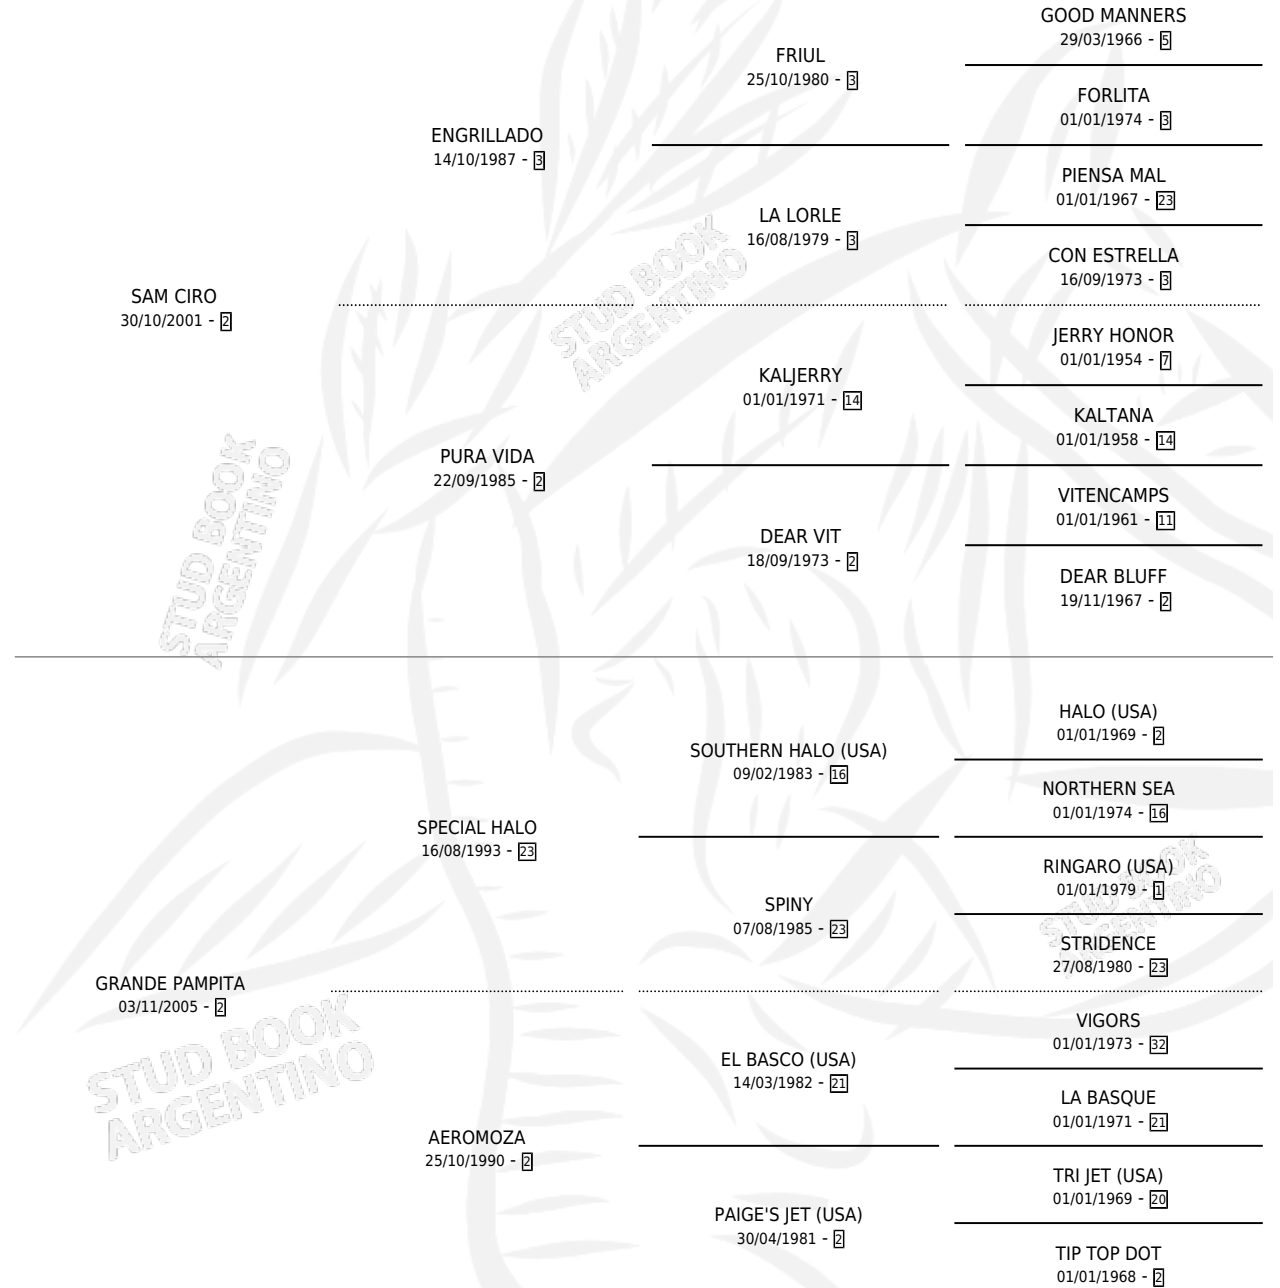 GOOD MANNERS
29/03/1966 - 5
FRIUL
25/10/1980 - 3
FORLITA
01/01/1974 - 3
ENGRILLADO
14/10/1987 - 3
PIENSA MAL
01/01/1967 - 23
LA LORLE
16/08/1979 - 3
CON ESTRELLA
16/09/1973 - 3
SAM CIRO
30/10/2001 - 2
STUD BOOK
ARGENTINO
JERRY HONOR
01/01/1954 - 7
KALJERRY
01/01/1971 - 14
KALTANA
01/01/1958 - 14
PURA VIDA
22/09/1985 - 2
VITENCAMPS
01/01/1961 - 11
DEAR VIT
18/09/1973 - 2
DEAR BLUFF
19/11/1967 - 2
STUD BOOK
ARGENTINO
HALO (USA)
01/01/1969 - 2
SOUTHERN HALO (USA)
09/02/1983 - 16
NORTHERN SEA
01/01/1974 - 16
SPECIAL HALO
16/08/1993 - 23
RINGARO (USA)
01/01/1979 - 1
SPINY
07/08/1985 - 23
STRIDENCE
27/08/1980 - 23
STUD BOOK
ARGENTINO
GRANDE PAMPITA
03/11/2005 - 2
VIGORS
01/01/1973 - 32
EL BASCO (USA)
14/03/1982 - 21
LA BASQUE
01/01/1971 - 21
STUD BOOK
ARGENTINO
AEROMOZA
25/10/1990 - 2
TRI JET (USA)
01/01/1969 - 20
PAIGE'S JET (USA)
30/04/1981 - 2
TIP TOP DOT
01/01/1968 - 2